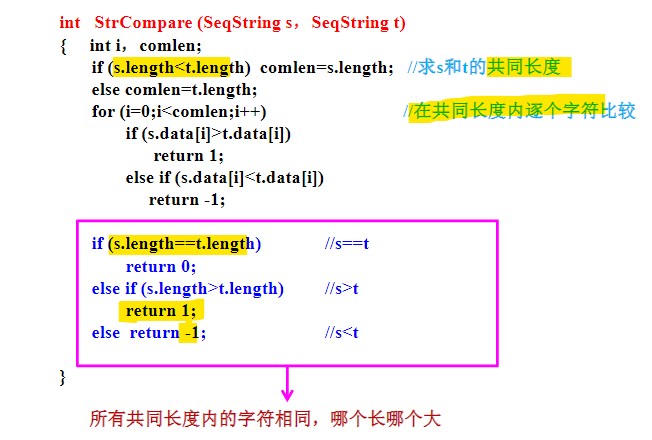 int StrCompare (SeqString s，SeqString t)
{ int i，comlen;
if (s.length<t.length) comlen=s.length; //求s和t的共同长度
else comlen=t.length;
for (i=0;i<comlen;i++) //在共同长度内逐个字符比较
if (s.data[i]>t.data[i])
return 1;
else if (s.data[i]<t.data[i])
return -1;
if (s.length==t.length) //s==t
return 0;
else if (s.length>t.length) //s>t
return 1;
else return -1; //s<t
}
所有共同长度内的字符相同，哪个长哪个大